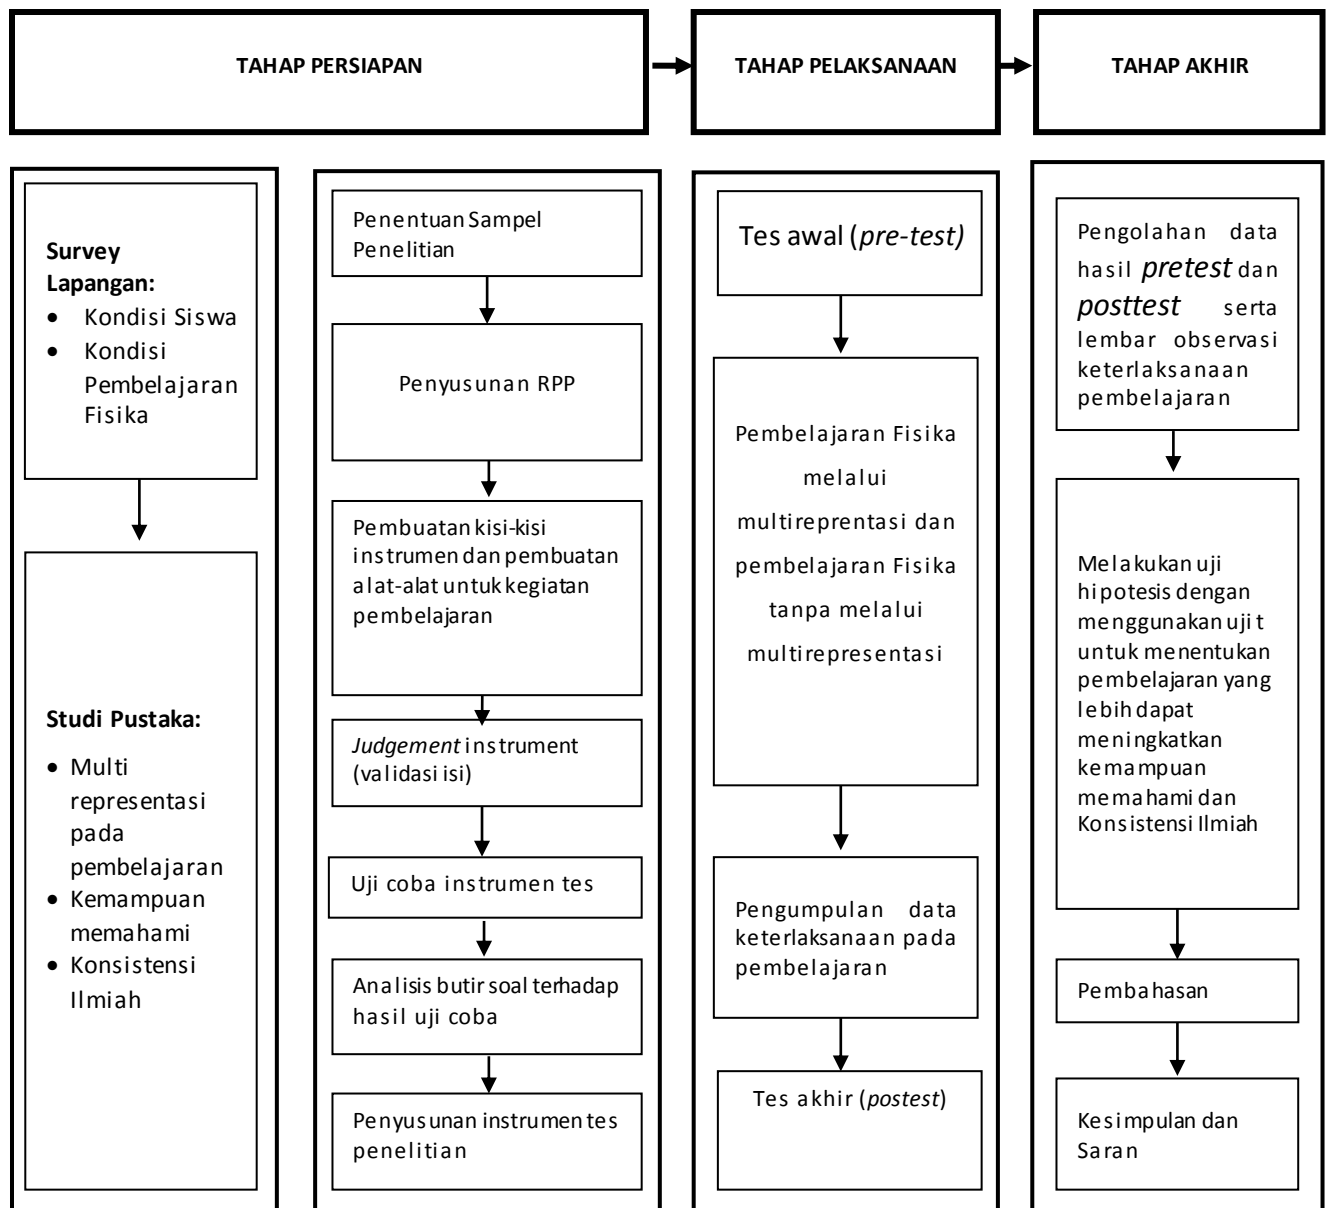 TAHAP PERSIAPAN
TAHAP PELAKSANAAN
TAHAP AKHIR
Survey
Lapangan:
• Kondisi Siswa
• Kondisi
Pembelajaran
Fisika
Studi Pustaka:
• Multi
representasi
pada
pembelajaran
• Kemampuan
memahami
• Konsistensi
Ilmiah
Penentuan Sampel
Penelitian
Penyusunan RPP
Pembuatan kisi-kisi
instrumen dan pembuatan
alat-alat untuk kegiatan
pembelajaran
Judgement instrument
(validasi isi)
Uji coba instrumen tes
Analisis butir soal terhadap
hasil uji coba
Penyusunan instrumen tes
penelitian
Tes awal (pre-test)
Pembelajaran Fisika
melalui
multireprentasi dan
pembelajaran Fisika
tanpa melalui
multirepresentasi
Pengumpulan data
keterlaksanaan pada
pembelajaran
Tes akhir (postest)
Pengolahan data
hasil pretest dan
posttest serta
lembar observasi
keterlaksanaan
pembelajaran
Melakukan uji
hipotesis dengan
menggunakan uji t
untuk menentukan
pembelajaran yang
lebih dapat
meningkatkan
kemampuan
memahami dan
Konsistensi Ilmiah
Pembahasan
Kesimpulan dan
Saran